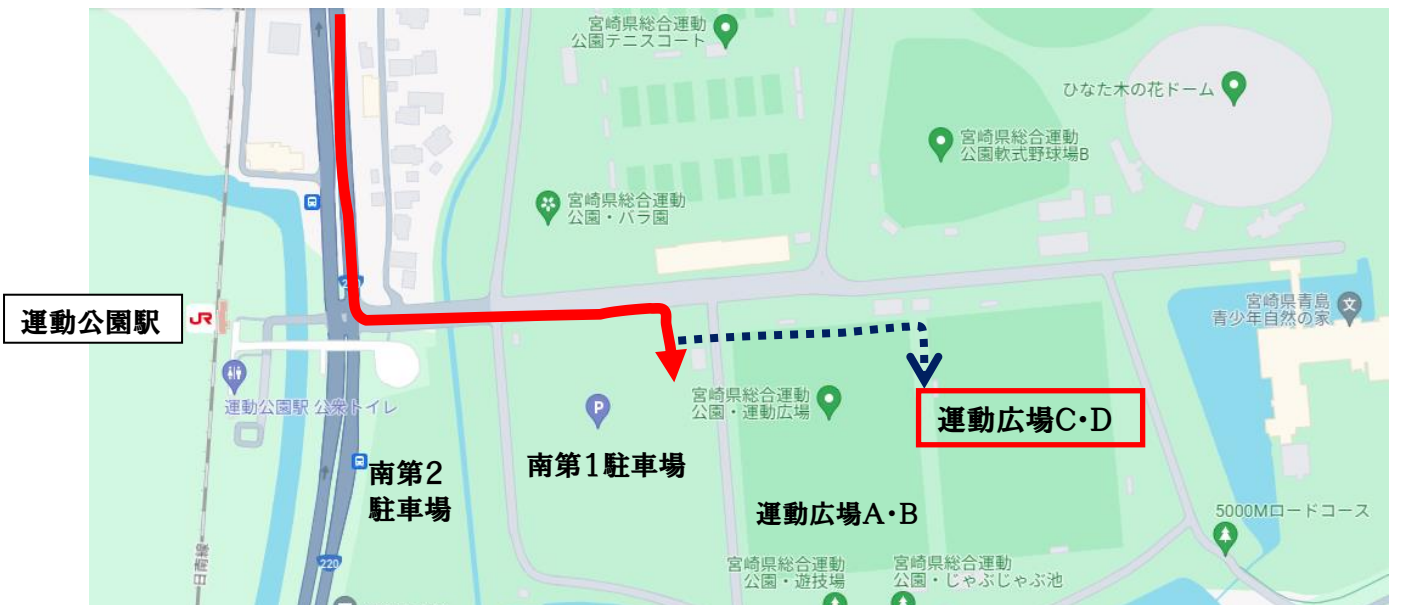 宮崎県総合運動
公園テニスコート
ひなた木の花ドーム
宮崎県総合運動
公園軟式野球場B
宮崎県総合運動
公園・バラ園
運動公園駅
JR
宮崎県青島
青少年自然の家
文
運動公園駅 公衆トイレ
P
宮崎県総合運動
公園・運動広場
運動広場C・D
南第2
駐車場
南第1駐車場
運動広場A・B
5000Mロードコース
日南線
220
宮崎県総合運動
公園・遊技場
宮崎県総合運動
公園・じゃぶじゃぶ池